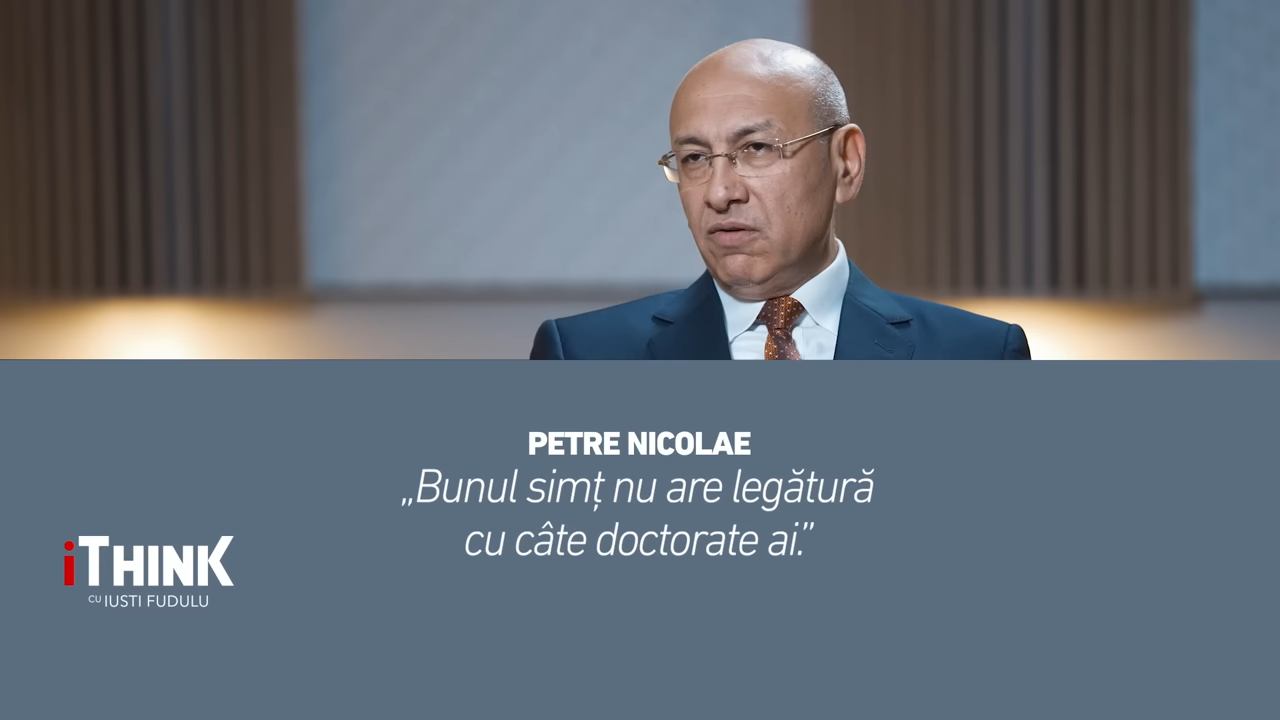 PETRE NICOLAE
„Bunul simț nu are legătură
cu câte doctorate ai.”
iTHINK
CU IUSTI FUDULU